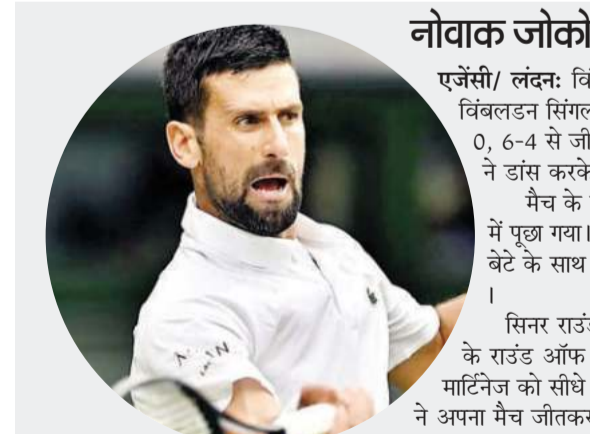 नोवाक जोको
एजेंसी/ लंदन: वि
विंबलडन सिंगल
0, 6-4 से जी
ने डांस करके
मैच के
में पूछा गया।
बेटे के साथ
।
सिनर राउंड
के राउंड ऑफ
मार्टिनेज को सीधे
ने अपना मैच जीतकर